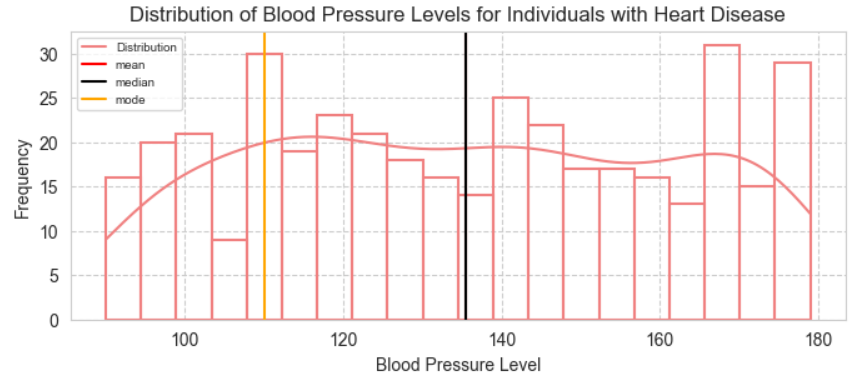 Distribution of Blood Pressure Levels for Individuals with Heart Disease
Distribution
mean
median
mode
Frequency
30
25
20
15
10
5
0
100 120 140 160 180
Blood Pressure Level